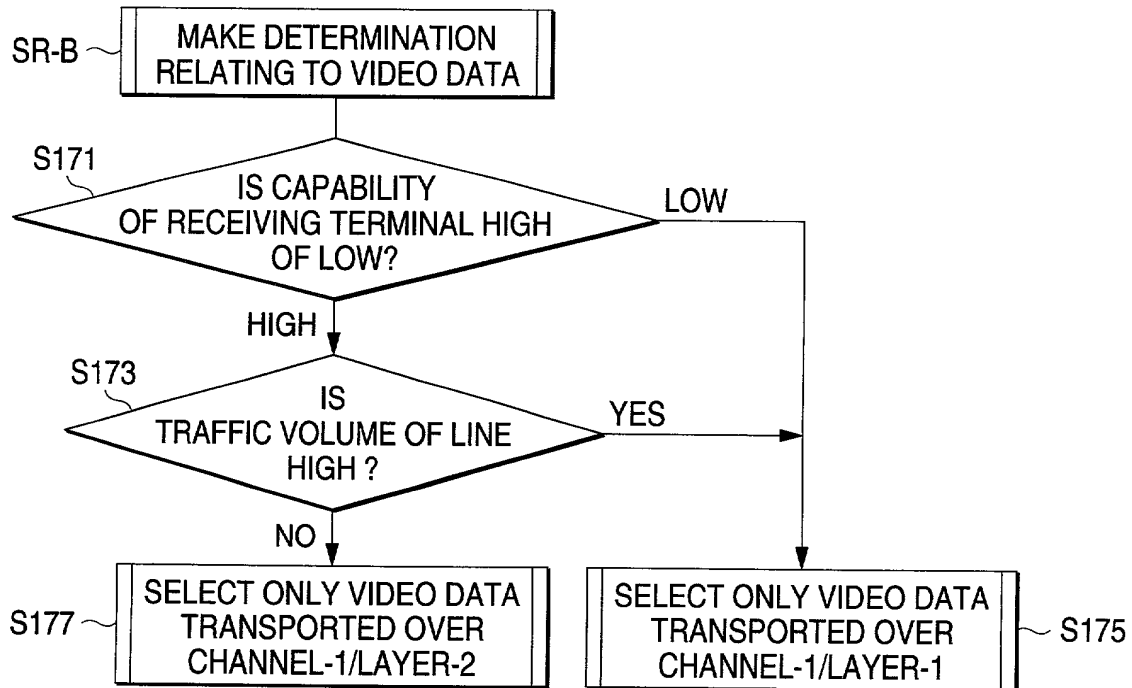 SR-B
MAKE DETERMINATION
RELATING TO VIDEO DATA
S171
IS CAPABILITY
OF RECEIVING TERMINAL HIGH
OF LOW?
LOW
HIGH
S173
IS
TRAFFIC VOLUME OF LINE
HIGH ?
YES
NO
S177
SELECT ONLY VIDEO DATA
TRANSPORTED OVER
CHANNEL-1/LAYER-2
SELECT ONLY VIDEO DATA
TRANSPORTED OVER
CHANNEL-1/LAYER-1
S175